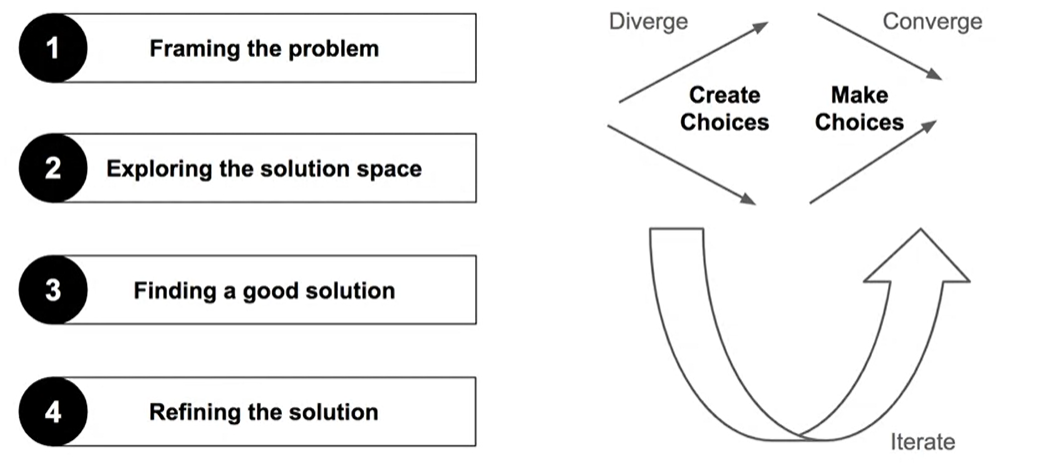 1
Framing the problem
2
Exploring the solution space
3
Finding a good solution
4
Refining the solution
Diverge
Converge
Create
Choices
Make
Choices
Iterate